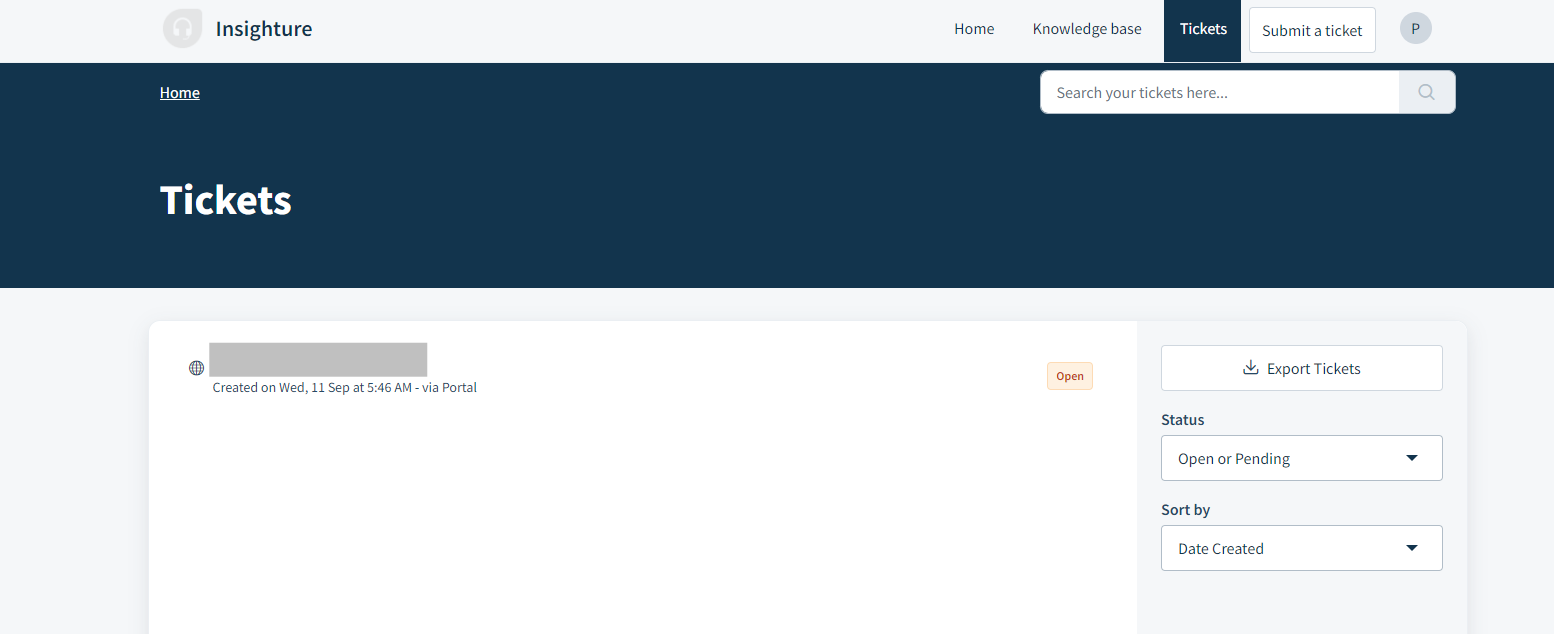 Insighture
Home
Knowledge base
Tickets
Submit a ticket
P
Home
Search your tickets here...
Tickets
Created on Wed, 11 Sep at 5:46 AM - via Portal
Open
Export Tickets
Status
Open or Pending
Sort by
Date Created